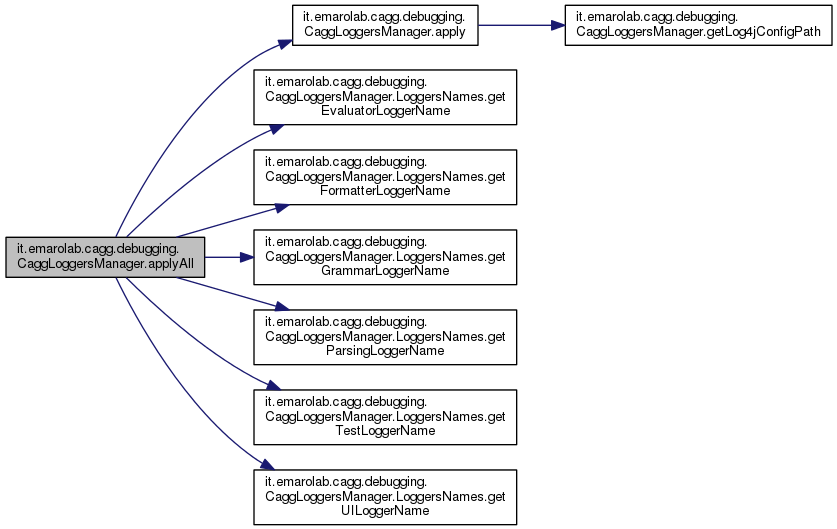 it.emarolab.cagg.debugging.
CaggLoggersManager.apply
it.emarolab.cagg.debugging.
CaggLoggersManager.getLog4jConfigPath
it.emarolab.cagg.debugging.
CaggLoggersManager.LoggersNames.get
EvaluatorLoggerName
it.emarolab.cagg.debugging.
CaggLoggersManager.LoggersNames.get
FormatterLoggerName
it.emarolab.cagg.debugging.
CaggLoggersManager.applyAll
it.emarolab.cagg.debugging.
CaggLoggersManager.LoggersNames.get
GrammarLoggerName
it.emarolab.cagg.debugging.
CaggLoggersManager.LoggersNames.get
ParsingLoggerName
it.emarolab.cagg.debugging.
CaggLoggersManager.LoggersNames.get
TestLoggerName
it.emarolab.cagg.debugging.
CaggLoggersManager.LoggersNames.get
UILoggerName